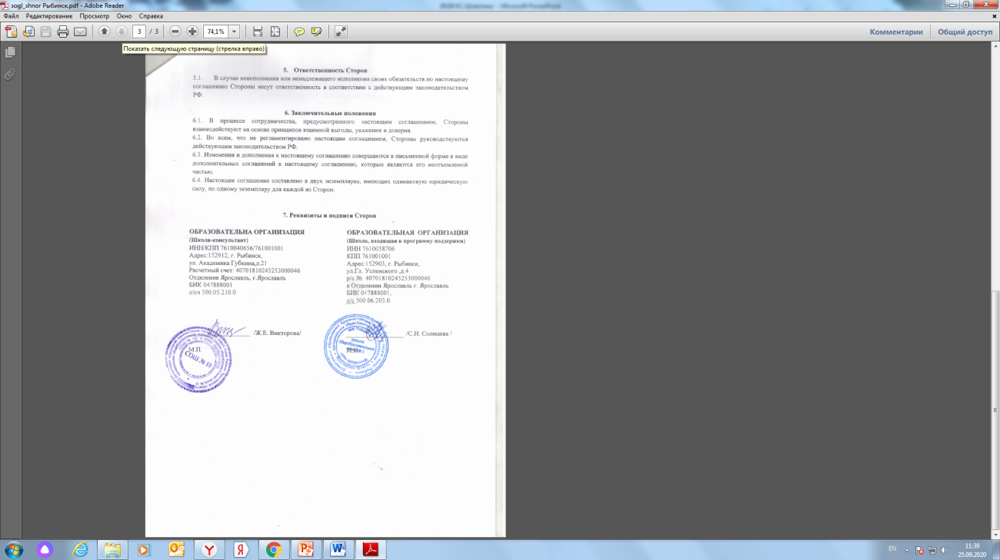 sogl_shnor Рыбинск.pdf - Adobe Reader
Файл Редактирование Просмотр Окно Справка
3 / 3 74,1% Комментарии Общий доступ
Показать следующую страницу (стрелка вправо)
5. Ответственность Сторон
5.1. В случае неисполнения или ненадлежащего исполнения своих обязательств по настоящему
соглашению Стороны несут ответственность в соответствии с действующим законодательством
РФ.
6. Заключительные положения
6.1. В процессе сотрудничества, предусмотренного настоящим соглашением, Стороны
взаимодействуют на основе принципов взаимной выгоды, уважения и доверия.
6.2. Во всем, что не регламентировано настоящим соглашением, Стороны руководствуются
действующим законодательством РФ.
6.3. Изменения и дополнения к настоящему соглашению совершаются в письменной форме в виде
дополнительных соглашений к настоящему соглашению, которые являются его неотъемлемой
частью.
6.4. Настоящее соглашение составлено в двух экземплярах, имеющих одинаковую юридическую
силу, по одному экземпляру для каждой из Сторон.
7. Реквизиты и подписи Сторон
ОБРАЗОВАТЕЛЬНА ОРГАНИЗАЦИЯ
(Школа-консультант)
ИНН/КПП 7610040656/761001001
Адрес:152912, г. Рыбинск,
ул. Академика Губкина,д.21
Расчетный счет: 40701810245253000046
Отделение Ярославль, г.Ярославль
БИК 047888001
л/сч 500.05.210.0
/Ж.Е. Викторова/
М.П.
СОШ № 10
ОБРАЗОВАТЕЛЬНАЯ ОРГАНИЗАЦИЯ
(Школа, входящая в программу поддержки)
ИНН 7610038706
КПП 761001001
Адрес:152903, г. Рыбинск,
ул.Гл. Успенского ,д.4
р/с № 40701810245253000046
в Отделении Ярославль г. Ярославль
БИК 047888001,
л/с 500 06.203.0
/С.Н. Солнцева /
EN
11:39
25.09.2020